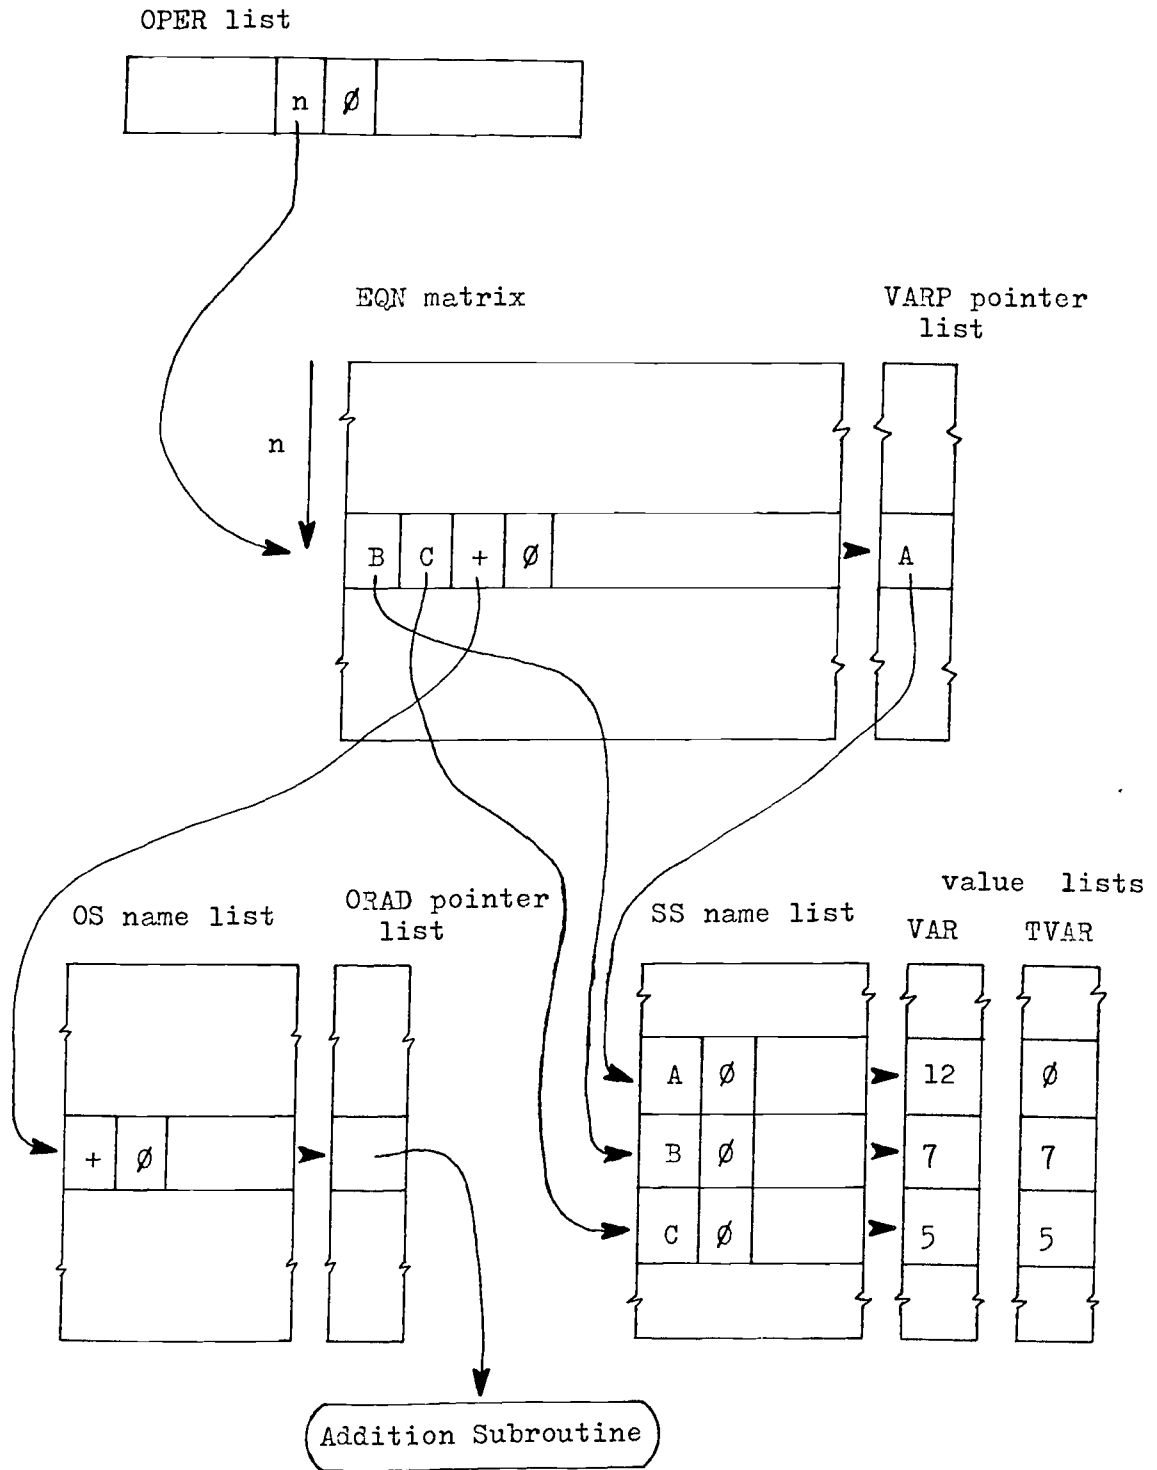 OPER list
n Ø
EQN matrix
VARP pointer
list
n
B C + Ø
A
value lists
OS name list
ORAD pointer
list
SS name list
VAR
TVAR
A Ø
12
Ø
+ Ø
B Ø
7
7
C Ø
5
5
Addition Subroutine